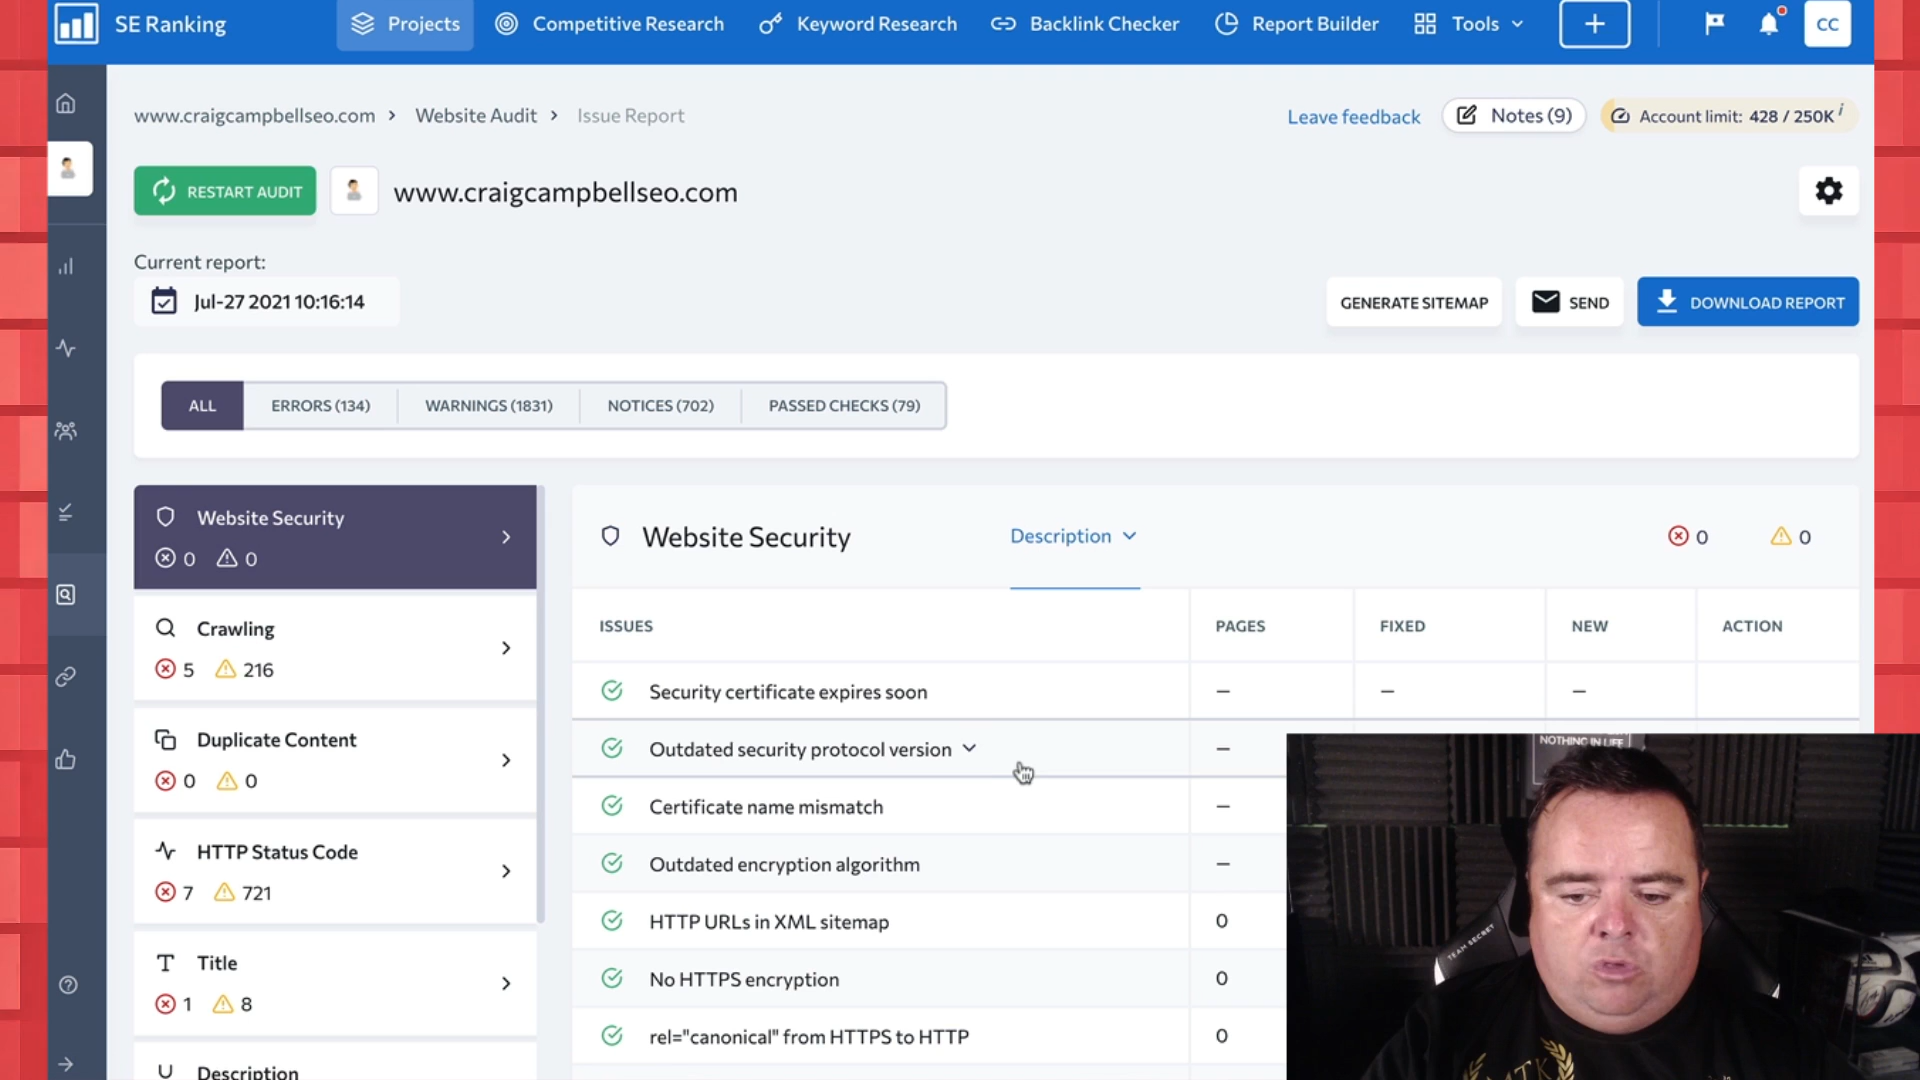 SE Ranking
Projects
Competitive Research
Keyword Research
Backlink Checker
Report Builder
Tools
CC
www.craigcampbellseo.com > Website Audit > Issue Report
Leave feedback
Notes (9)
Account limit: 428 / 250K i
RESTART AUDIT
www.craigcampbellseo.com
Current report:
Jul-27 2021 10:16:14
GENERATE SITEMAP
SEND
DOWNLOAD REPORT
ALL
ERRORS (134)
WARNINGS (1831)
NOTICES (702)
PASSED CHECKS (79)
Website Security
0 0
Crawling
5 216
Duplicate Content
0 0
HTTP Status Code
7 721
Title
1 8
Description
Website Security
Description
0 0
ISSUES PAGES FIXED NEW ACTION
Security certificate expires soon – – –
Outdated security protocol version –
Certificate name mismatch –
Outdated encryption algorithm –
HTTP URLs in XML sitemap 0
No HTTPS encryption 0
rel="canonical" from HTTPS to HTTP 0
NOTHING IN LIFE
TEAM SECRET